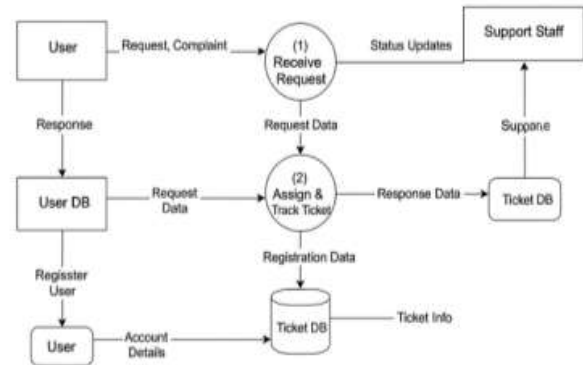 User
Request, Complaint
(1)
Receive
Request
Status Updates
Support Staff
Response
Request Data
Suppane
User DB
Request
Data
(2)
Assign &
Track Ticket
Response Data
Ticket DB
Regisster
User
Registration Data
User
Account
Details
Ticket DB
Ticket Info